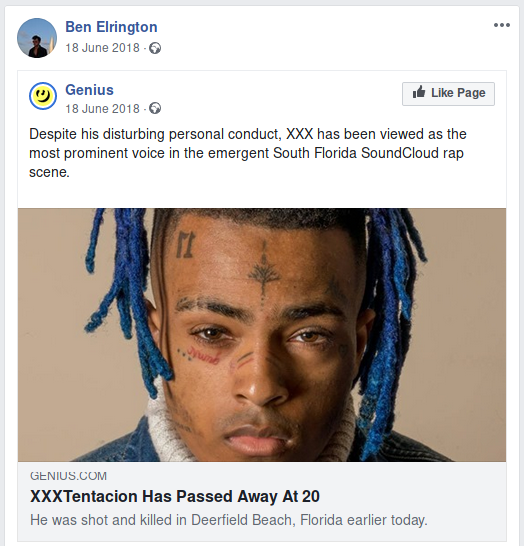 Ben Elrington
18 June 2018 ·
Genius
18 June 2018 ·
Like Page
Despite his disturbing personal conduct, XXX has been viewed as the
most prominent voice in the emergent South Florida SoundCloud rap
scene.
GENIUS.COM
XXXTentacion Has Passed Away At 20
He was shot and killed in Deerfield Beach, Florida earlier today.